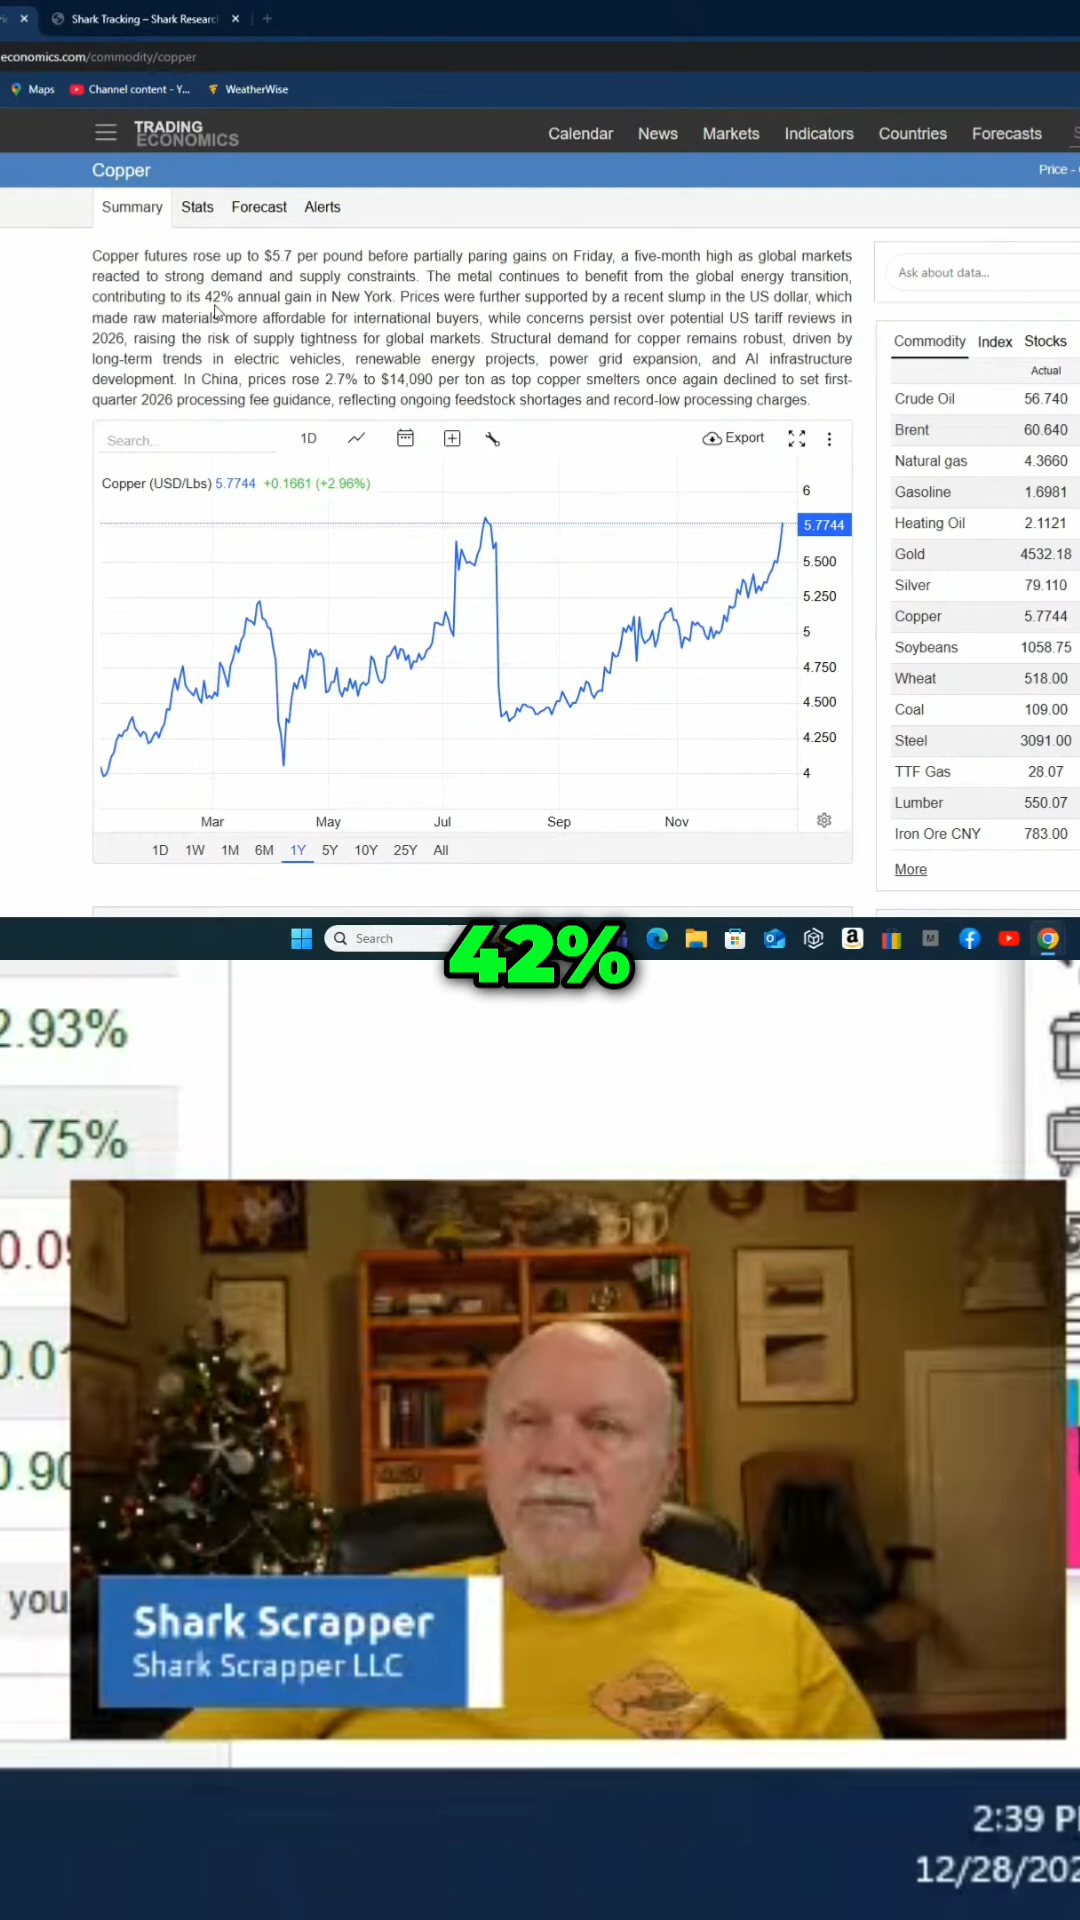 Shark Tracking – Shark Researc
economics.com/commodity/copper
Maps
Channel content - Y...
WeatherWise
TRADING
ECONOMICS
Calendar
News
Markets
Indicators
Countries
Forecasts
Copper
Price -
Summary
Stats
Forecast
Alerts
Copper futures rose up to $5.7 per pound before partially paring gains on Friday, a five-month high as global markets
reacted to strong demand and supply constraints. The metal continues to benefit from the global energy transition,
contributing to its 42% annual gain in New York. Prices were further supported by a recent slump in the US dollar, which
made raw materials more affordable for international buyers, while concerns persist over potential US tariff reviews in
2026, raising the risk of supply tightness for global markets. Structural demand for copper remains robust, driven by
long-term trends in electric vehicles, renewable energy projects, power grid expansion, and AI infrastructure
development. In China, prices rose 2.7% to $14,090 per ton as top copper smelters once again declined to set first-
quarter 2026 processing fee guidance, reflecting ongoing feedstock shortages and record-low processing charges.
Ask about data...
Commodity
Index
Stocks
Actual
Crude Oil 56.740
Brent 60.640
Natural gas 4.3660
Gasoline 1.6981
Heating Oil 2.1121
Gold 4532.18
Silver 79.110
Copper 5.7744
Soybeans 1058.75
Wheat 518.00
Coal 109.00
Steel 3091.00
TTF Gas 28.07
Lumber 550.07
Iron Ore CNY 783.00
More
Search...
1D
Export
Copper (USD/Lbs) 5.7744 +0.1661 (+2.96%)
6
5.7744
5.500
5.250
5
4.750
4.500
4.250
4
Mar
May
Jul
Sep
Nov
1D
1W
1M
6M
1Y
5Y
10Y
25Y
All
Search
M
42%
2.93%
0.75%
0.0
0.0
0.90
you
Shark Scrapper
Shark Scrapper LLC
2:39 P
12/28/202